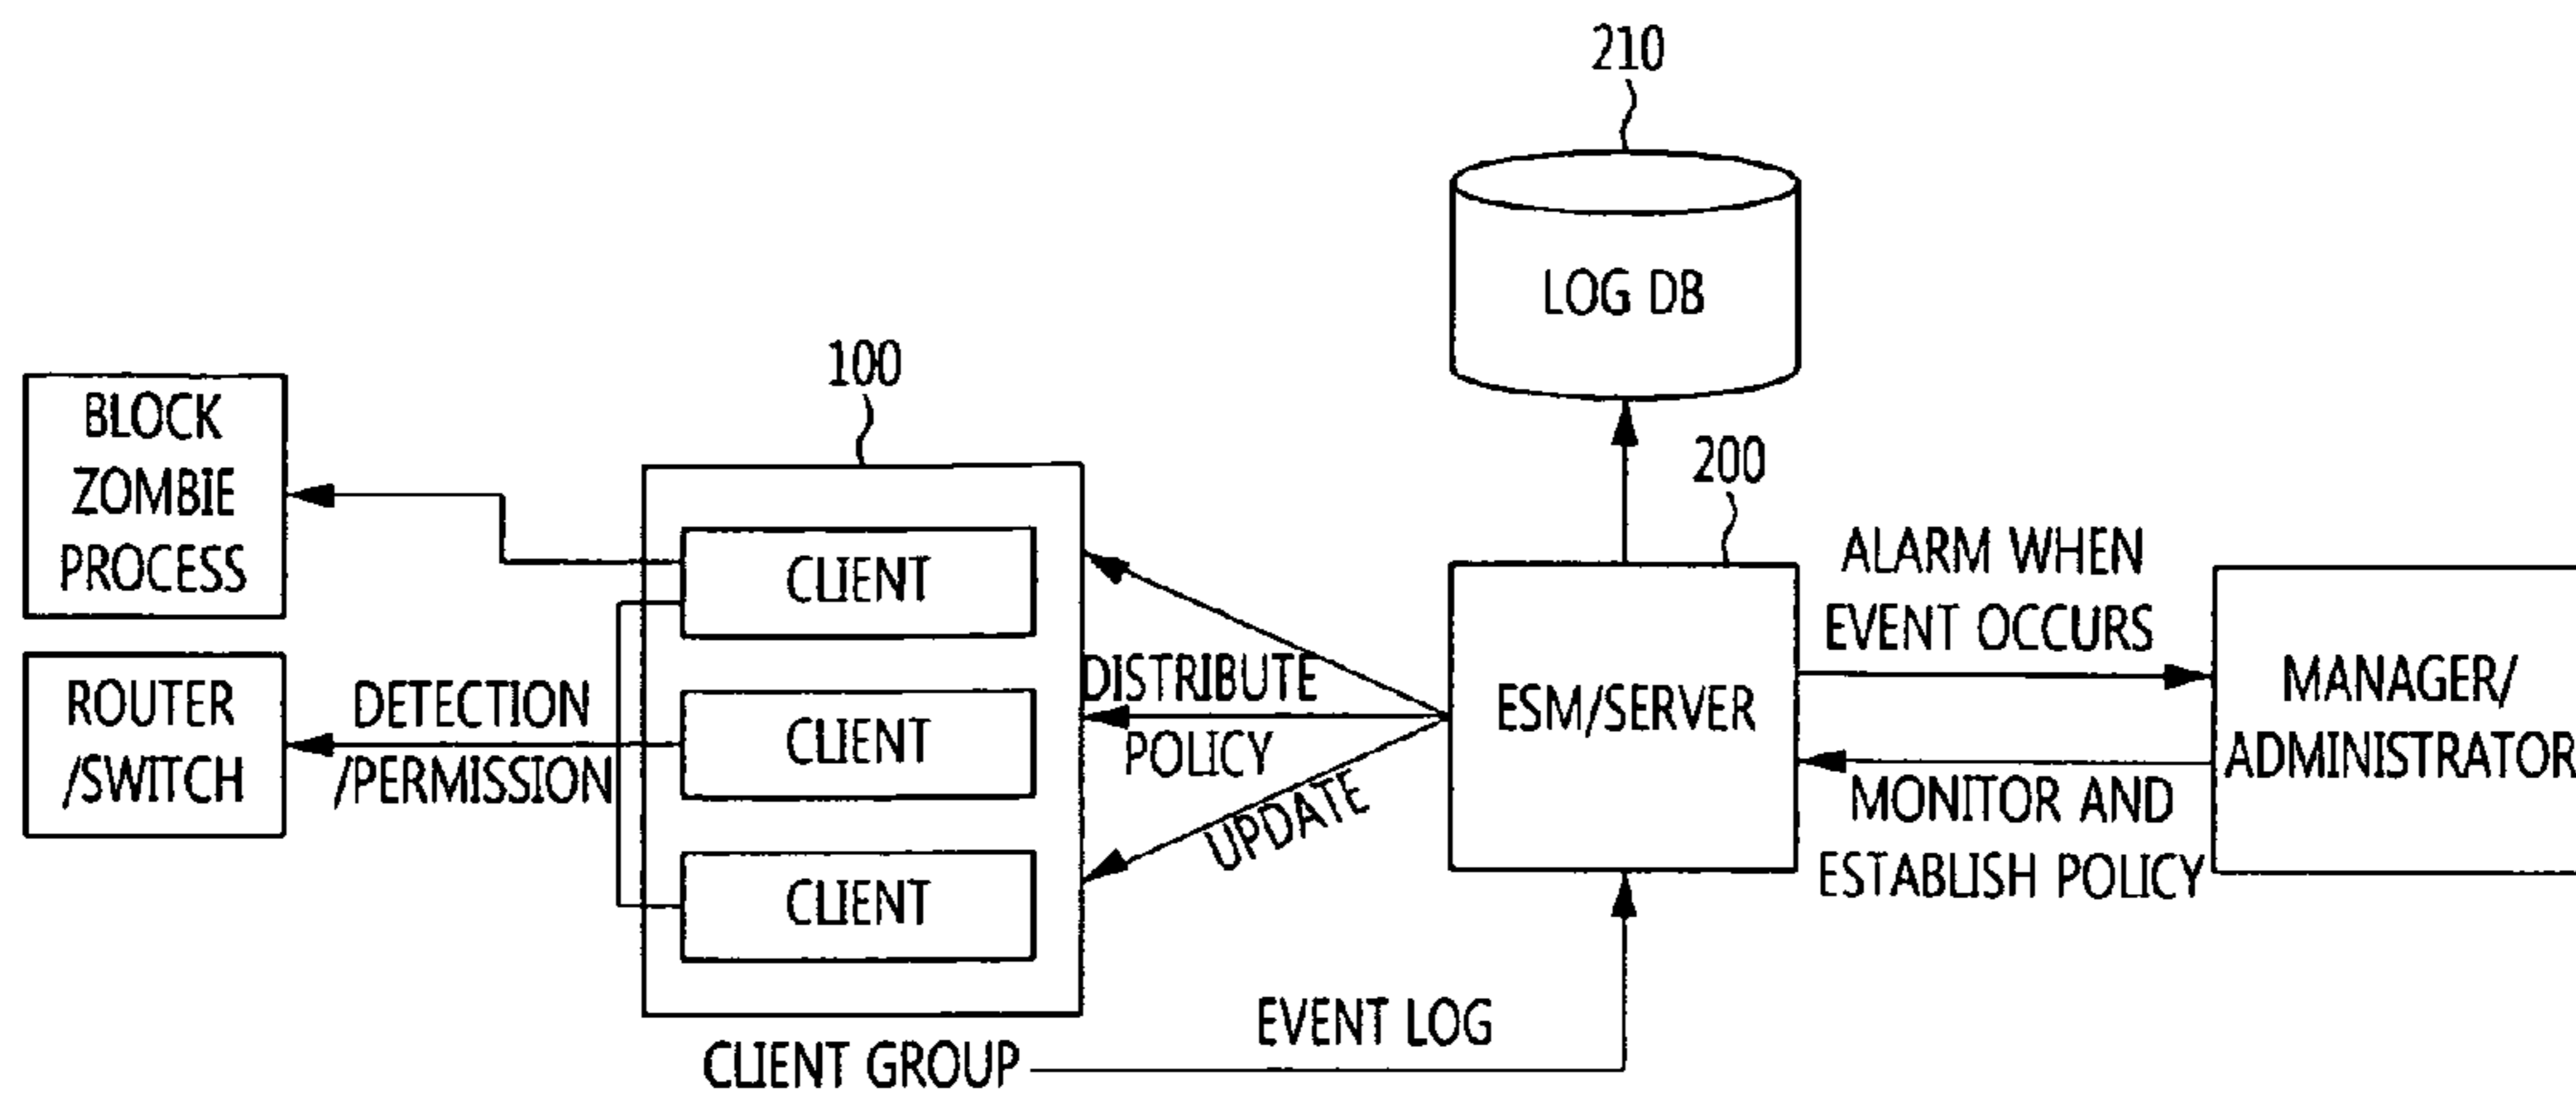 210
LOG DB
100
200
BLOCK
ZOMBIE
PROCESS
ROUTER
/SWITCH
DETECTION
/PERMISSION
CLIENT
CLIENT
CLIENT
CLIENT GROUP
DISTRIBUTE
POLICY
UPDATE
EVENT LOG
ESM/SERVER
ALARM WHEN
EVENT OCCURS
MONITOR AND
ESTABLISH POLICY
MANAGER/
ADMINISTRATOR